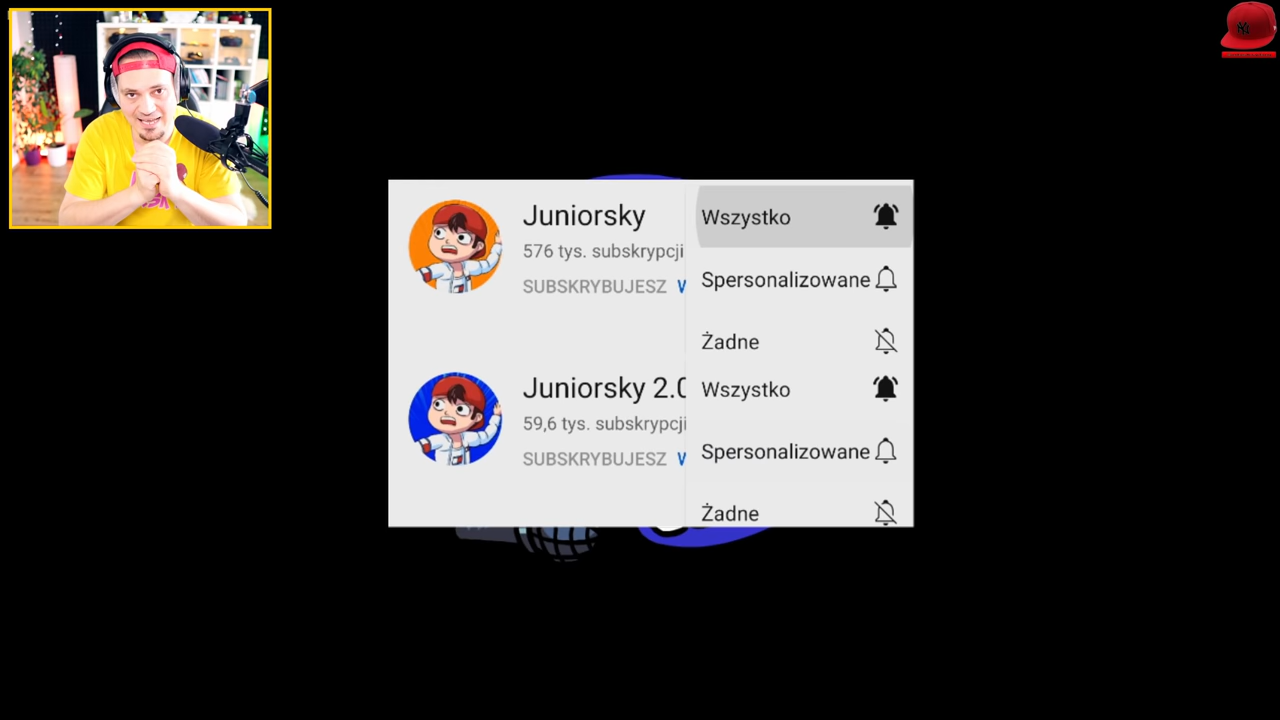 Juniorsky
576 tys. subskrypcji
SUBSKRYBUJESZ
Wszystko
Spersonalizowane
Żadne
Juniorsky 2.0
59,6 tys. subskrypcji
SUBSKRYBUJESZ
Wszystko
Spersonalizowane
Żadne